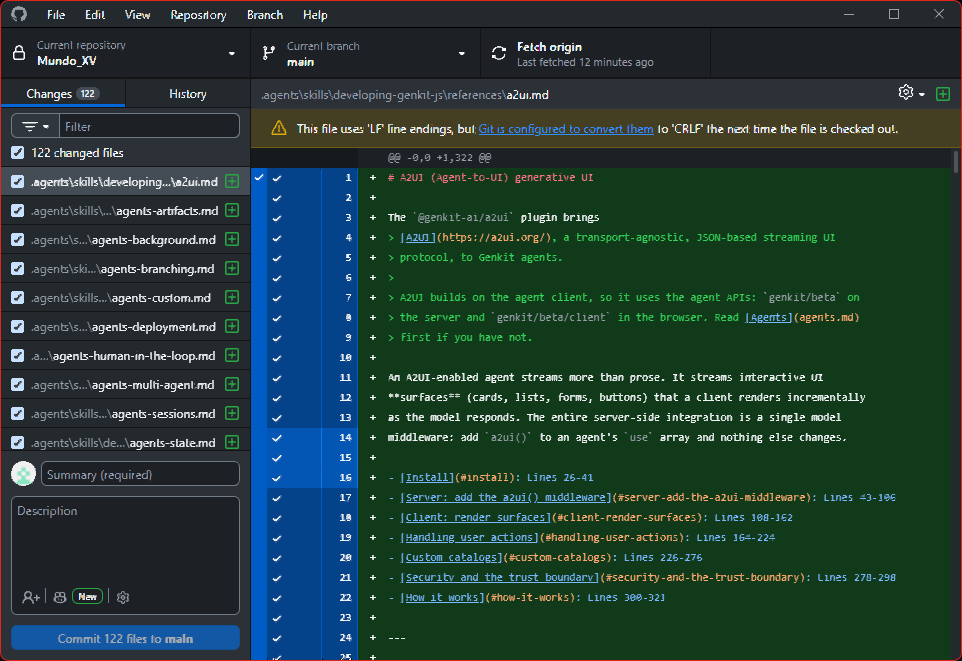 File Edit View Repository Branch Help
Current repository
Mundo_XV
Current branch
main
Fetch origin
Last fetched 12 minutes ago
Changes 122
History
.agents\skills\developing-genkit-js\references\a2ui.md
Filter
122 changed files
This file uses 'LF' line endings, but Git is configured to convert them to 'CRLF' the next time the file is checked out.
.agents\skills\developing...\a2ui.md
.agents\skills\...\agents-artifacts.md
.agents\s...\agents-background.md
.agents\ski...\agents-branching.md
.agents\skills...\agents-custom.md
.agents\s...\agents-deployment.md
.a...\agents-human-in-the-loop.md
.agents\s...\agents-multi-agent.md
.agents\skills...\agents-sessions.md
.agents\skills\de...\agents-state.md
Summary (required)
Description
New
Commit 122 files to main
@@ -0,0 +1,322 @@
1 + # A2UI (Agent-to-UI) generative UI
2 +
3 + The `@genkit-ai/a2ui` plugin brings
4 + > [A2UI](https://a2ui.org/), a transport-agnostic, JSON-based streaming UI
5 + > protocol, to Genkit agents.
6 + >
7 + > A2UI builds on the agent client, so it uses the agent APIs: `genkit/beta` on
8 + > the server and `genkit/beta/client` in the browser. Read [Agents](agents.md)
9 + > first if you have not.
10 +
11 + An A2UI-enabled agent streams more than prose. It streams interactive UI
12 + **surfaces** (cards, lists, forms, buttons) that a client renders incrementally
13 + as the model responds. The entire server-side integration is a single model
14 + middleware: add `a2ui()` to an agent's `use` array and nothing else changes.
15 +
16 + - [Install](#install): Lines 26-41
17 + - [Server: add the a2ui() middleware](#server-add-the-a2ui-middleware): Lines 43-106
18 + - [Client: render surfaces](#client-render-surfaces): Lines 108-162
19 + - [Handling user actions](#handling-user-actions): Lines 164-224
20 + - [Custom catalogs](#custom-catalogs): Lines 226-276
21 + - [Security and the trust boundary](#security-and-the-trust-boundary): Lines 278-298
22 + - [How it works](#how-it-works): Lines 300-321
23 +
24 + ---
25 +